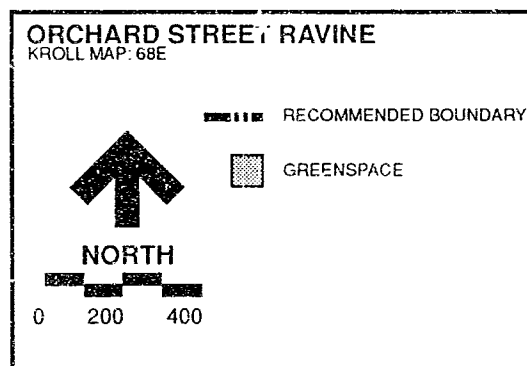 ORCHARD STREET RAVINE
KROLL MAP: 68E
RECOMMENDED BOUNDARY
GREENSPACE
NORTH
0 200 400